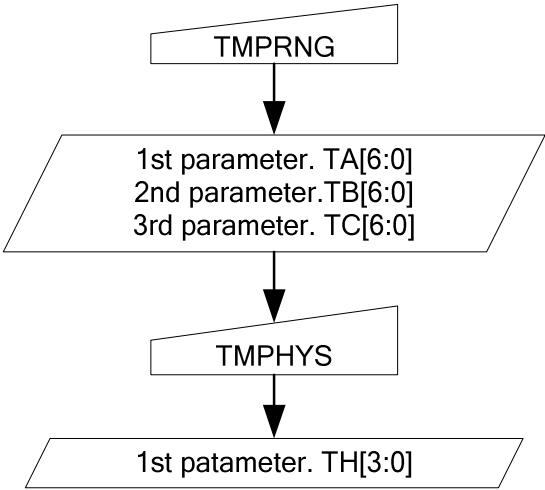 TMPRNG
1st parameter. TA[6:0]
2nd parameter.TB[6:0]
3rd parameter. TC[6:0]
TMPHYS
1st patameter. TH[3:0]